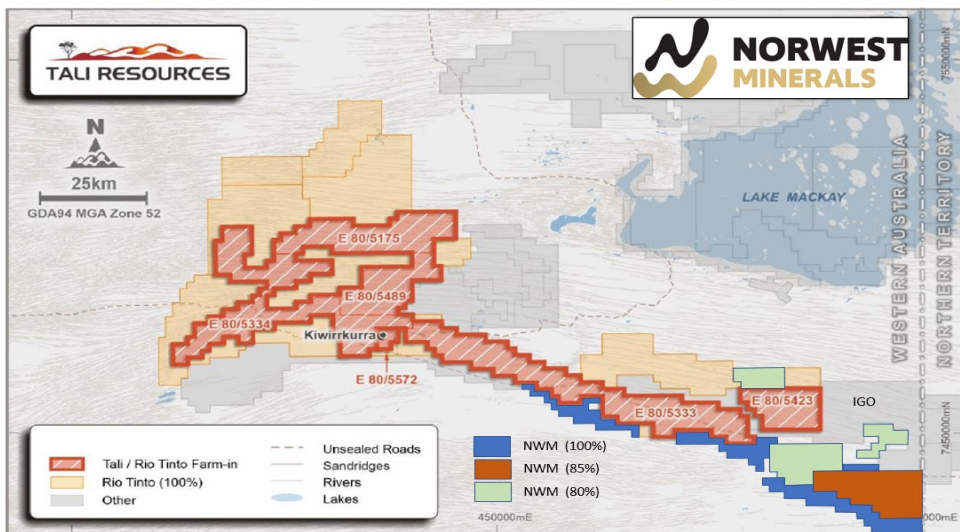 TALI RESOURCES
NORWEST
MINERALS
7550000mN
N
25km
GDA94 MGA Zone 52
LAKE MACKAY
WESTERN AUSTRALIA
NORTHERN TERRITORY
E 80/5175
E 80/5489
E 80/5334
Kiwirrkurra
E 80/5572
E 80/5423
IGO
E 80/5333
7450000mN
Tali / Rio Tinto Farm-in
Rio Tinto (100%)
Other
Unsealed Roads
Sandridges
Rivers
Lakes
NWM (100%)
NWM (85%)
NWM (80%)
450000mE
000mE